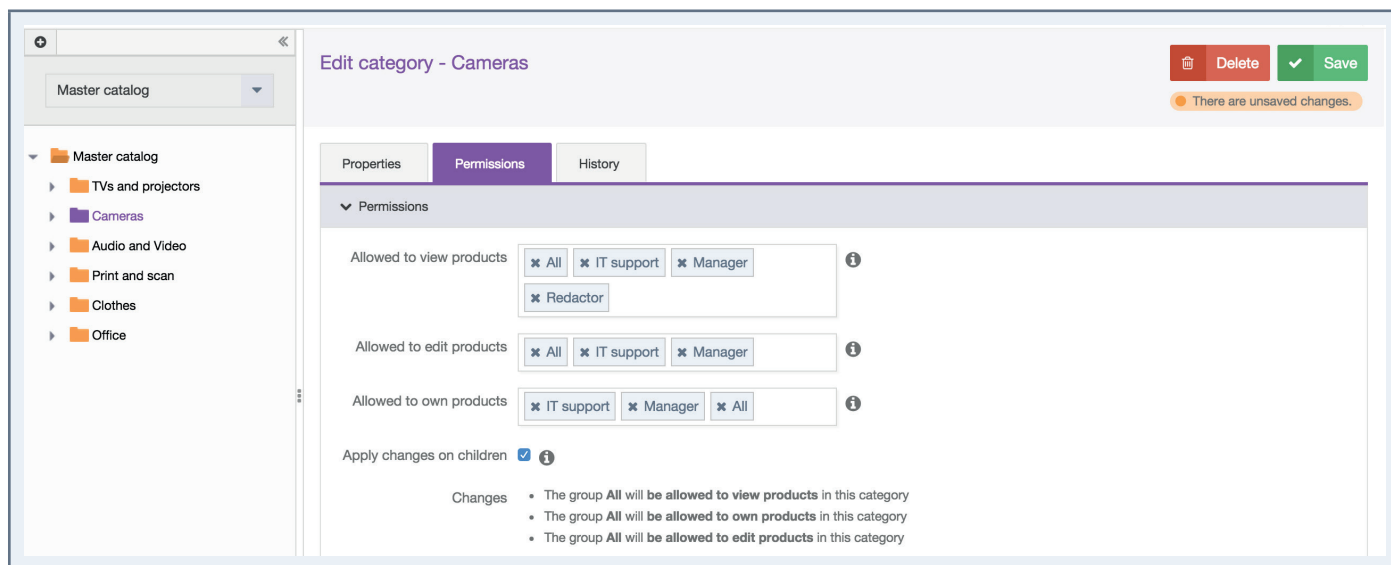 Master catalog
Edit category - Cameras
Delete
Save
There are unsaved changes.
Master catalog
TVs and projectors
Cameras
Audio and Video
Print and scan
Clothes
Office
Properties
Permissions
History
Permissions
Allowed to view products
All
IT support
Manager
Redactor
Allowed to edit products
All
IT support
Manager
Allowed to own products
IT support
Manager
All
Apply changes on children
Changes
The group All will be allowed to view products in this category
The group All will be allowed to own products in this category
The group All will be allowed to edit products in this category